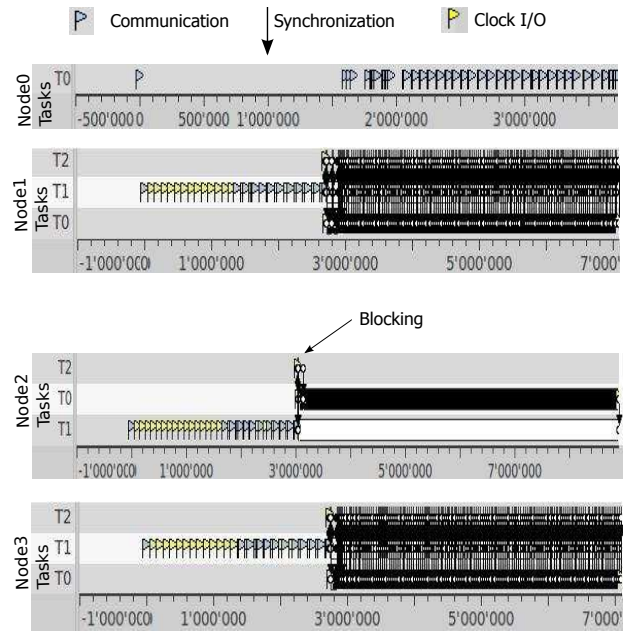 Communication Synchronization Clock I/O
Node0
Tasks
T0
-500'000 0 500'000 1'000'000 2'000'000 3'000'000
Node1
Tasks
T2
T1
T0
-1'000'000 1'000'000 3'000'000 5'000'000 7'000'
Blocking
Node2
Tasks
T2
T0
T1
-1'000'000 1'000'000 3'000'000 5'000'000 7'000'000
Node3
Tasks
T2
T1
T0
-1'000'000 1'000'000 3'000'000 5'000'000 7'000'